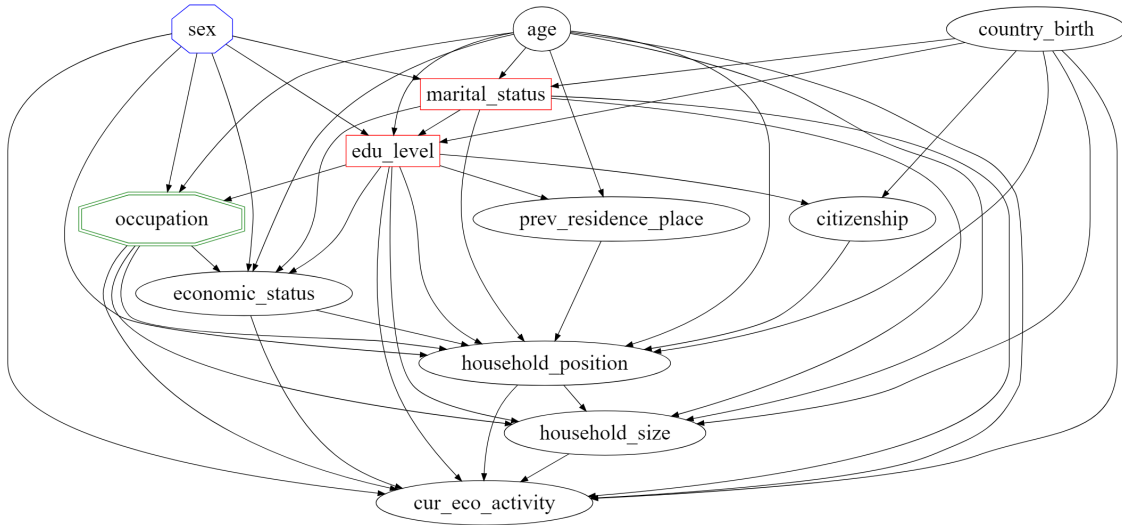 sex
age
country_birth
marital_status
edu_level
occupation
prev_residence_place
citizenship
economic_status
household_position
household_size
cur_eco_activity